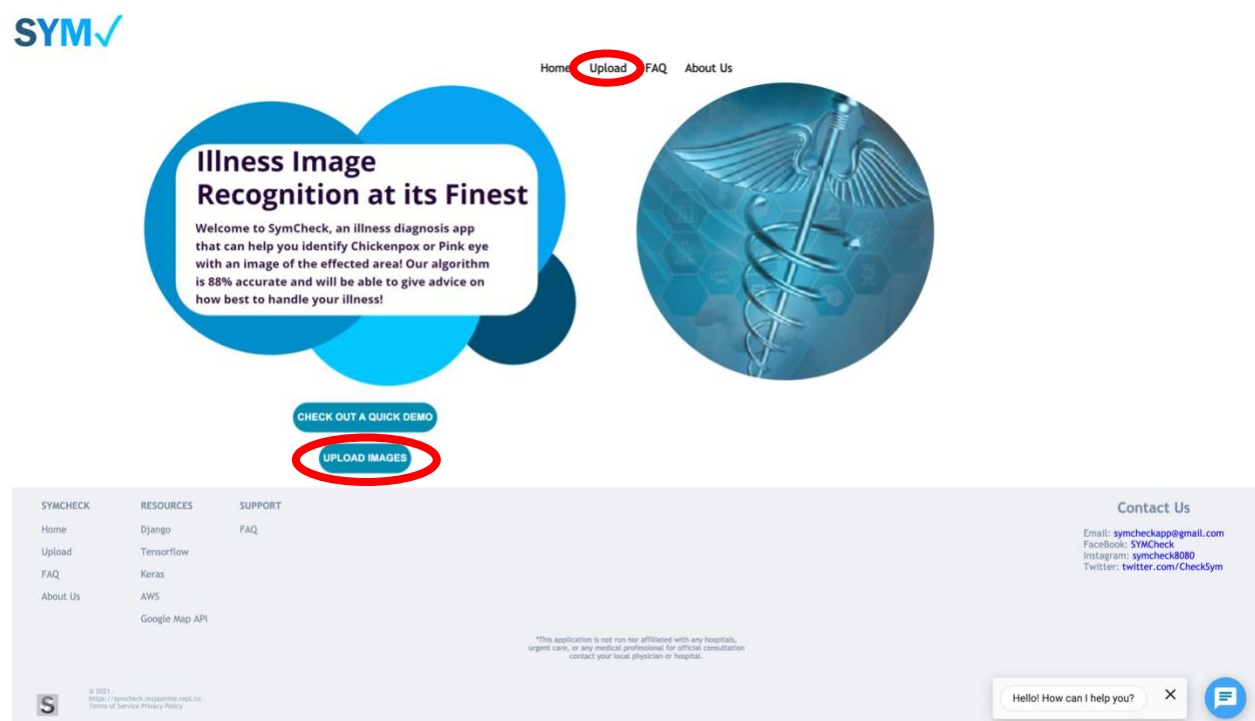 SYM✓
Home Upload FAQ About Us
Illness Image
Recognition at its Finest
Welcome to SymCheck, an illness diagnosis app
that can help you identify Chickenpox or Pink eye
with an image of the effected area! Our algorithm
is 88% accurate and will be able to give advice on
how best to handle your illness!
CHECK OUT A QUICK DEMO
UPLOAD IMAGES
SYMCHECK
Home
Upload
FAQ
About Us
RESOURCES
Django
Tensorflow
Keras
AWS
Google Map API
SUPPORT
FAQ
Contact Us
Email: symcheckapp@gmail.com
FaceBook: SYMCheck
Instagram: symcheck8080
Twitter: twitter.com/CheckSym
*This application is not run nor affiliated with any hospitals,
urgent care, or any medical professional for official consultation
contact your local physician or hospital.
S
© 2021 -
https://symcheck.msjasmine.repl.co
Terms of Service Privacy Policy
Hello! How can I help you?